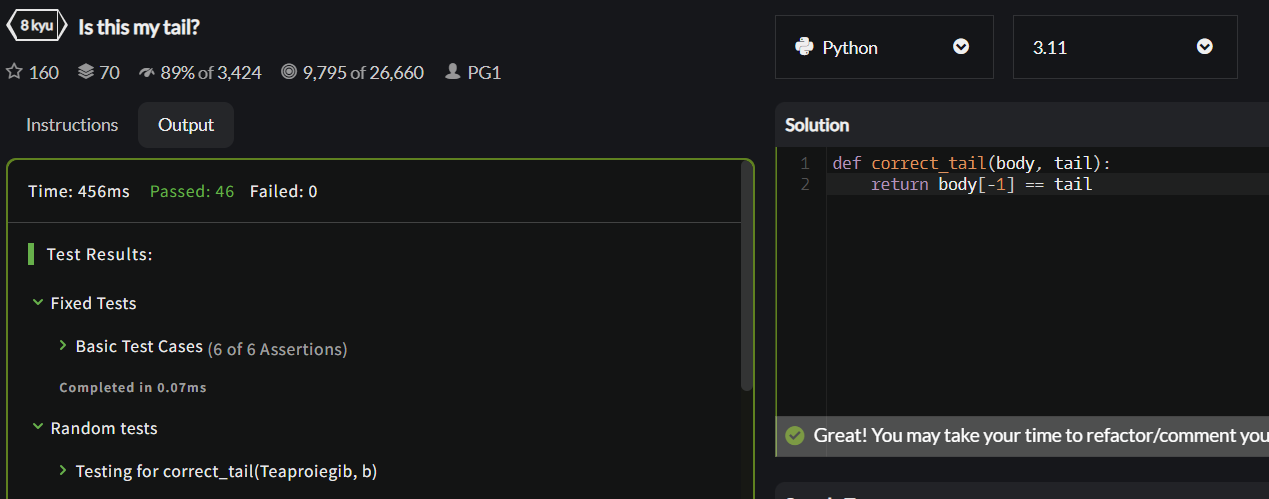 8 kyu Is this my tail?
160 70 89% of 3,424 9,795 of 26,660 PG1
Python 3.11
Instructions Output
Time: 456ms Passed: 46 Failed: 0
Test Results:
Fixed Tests
Basic Test Cases (6 of 6 Assertions)
Completed in 0.07ms
Random tests
Testing for correct_tail(Teaproiegib, b)
Solution
1 def correct_tail(body, tail):
2     return body[-1] == tail
Great! You may take your time to refactor/comment you